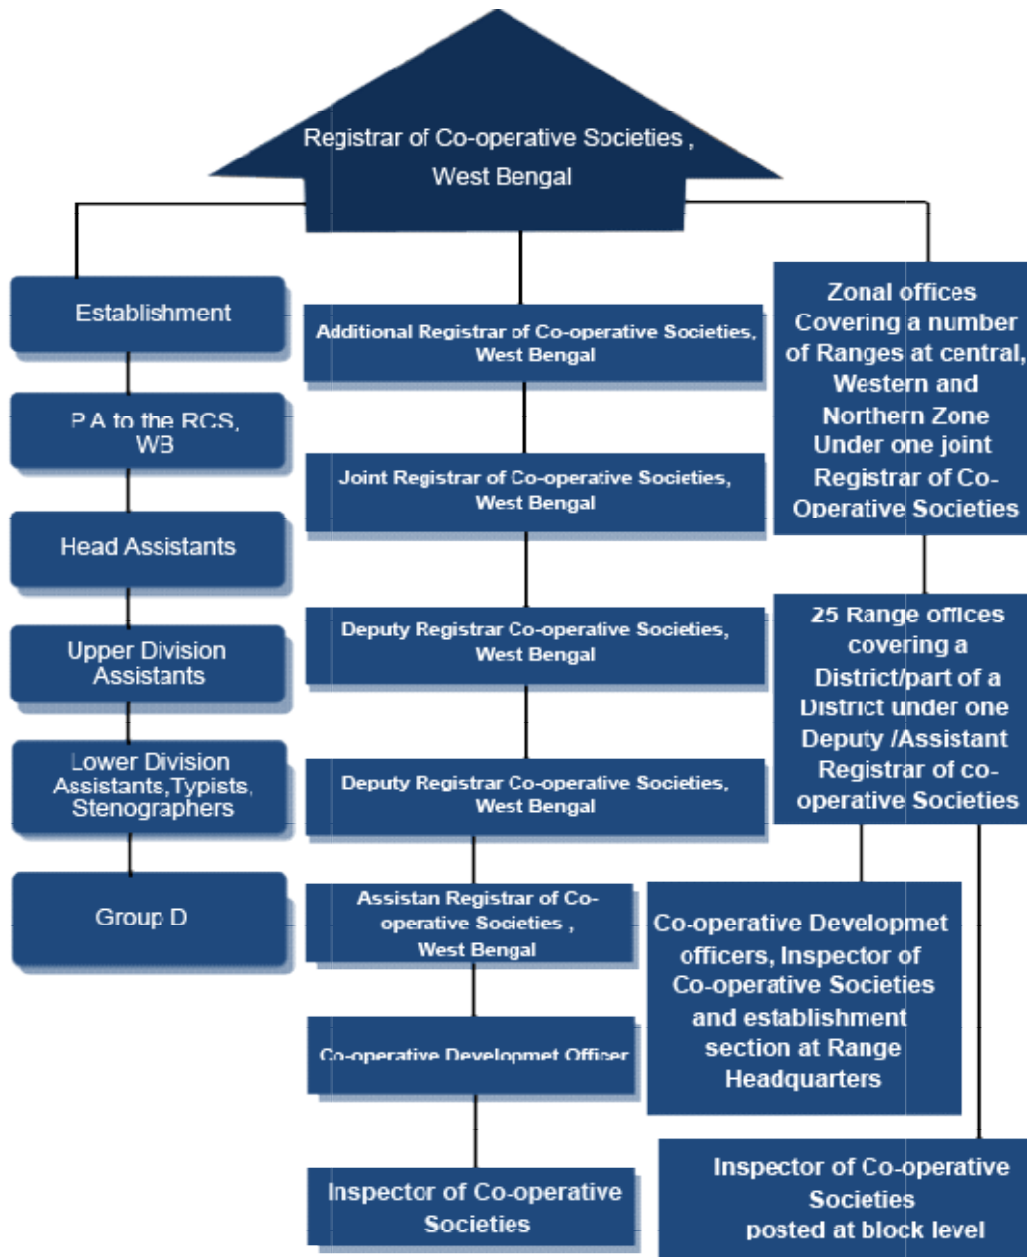 Registrar of Co-operative Societies ,
West Bengal
Establishment
P.A to the RCS,
WB
Head Assistants
Upper Division
Assistants
Lower Division
Assistants,Typists,
Stenographers
Group D
Additional Registrar of Co-operative Societies,
West Bengal
Joint Registrar of Co-operative Societies,
West Bengal
Deputy Registrar Co-operative Societies,
West Bengal
Deputy Registrar Co-operative Societies,
West Bengal
Assistan Registrar of Co-
operative Societies ,
West Bengal
Co-operative Developmet Officer
Inspector of Co-operative
Societies
Zonal offices
Covering a number
of Ranges at central,
Western and
Northern Zone
Under one joint
Registrar of Co-
Operative Societies
25 Range offices
covering a
District/part of a
District under one
Deputy /Assistant
Registrar of co-
operative Societies
Co-operative Developmet
officers, Inspector of
Co-operative Societies
and establishment
section at Range
Headquarters
Inspector of Co-operative
Societies
posted at block level